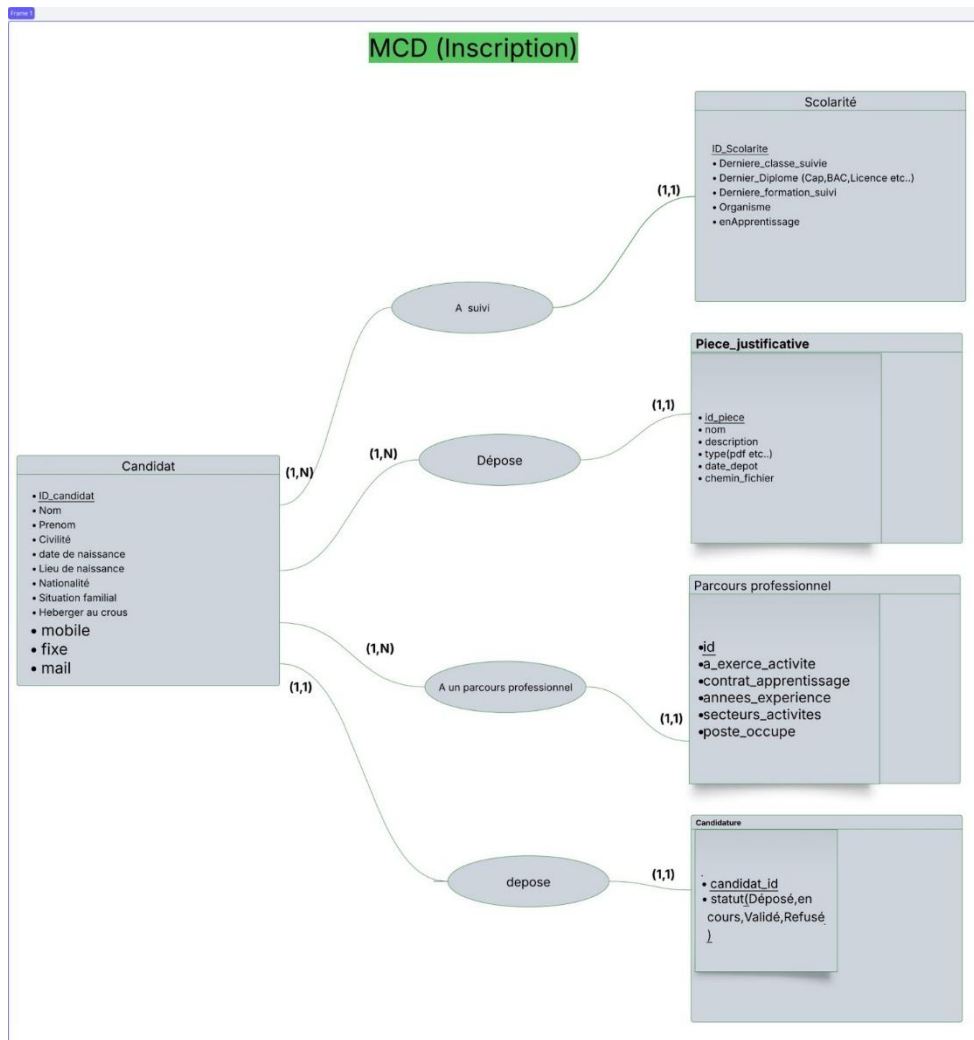 Frame 1
MCD (Inscription)
Scolarité
ID_Scolarite
• Derniere_classe_suivie
• Dernier_Diplome (Cap,BAC,Licence etc..)
• Derniere_formation_suivi
• Organisme
• enApprentissage
(1,1)
A suivi
Piece_justificative
• id_piece
• nom
• description
• type(pdf etc..)
• date_depot
• chemin_fichier
(1,1)
Dépose
(1,N)
(1,N)
Candidat
• ID_candidat
• Nom
• Prenom
• Civilité
• date de naissance
• Lieu de naissance
• Nationalité
• Situation familial
• Heberger au crous
• mobile
• fixe
• mail
(1,N)
(1,1)
A un parcours professionnel
(1,1)
Parcours professionnel
•id
•a_exerce_activite
•contrat_apprentissage
•annees_experience
•secteurs_activites
•poste_occupe
depose
(1,1)
Candidature
• candidat_id
• statut(Déposé,en
cours,Validé,Refusé
)